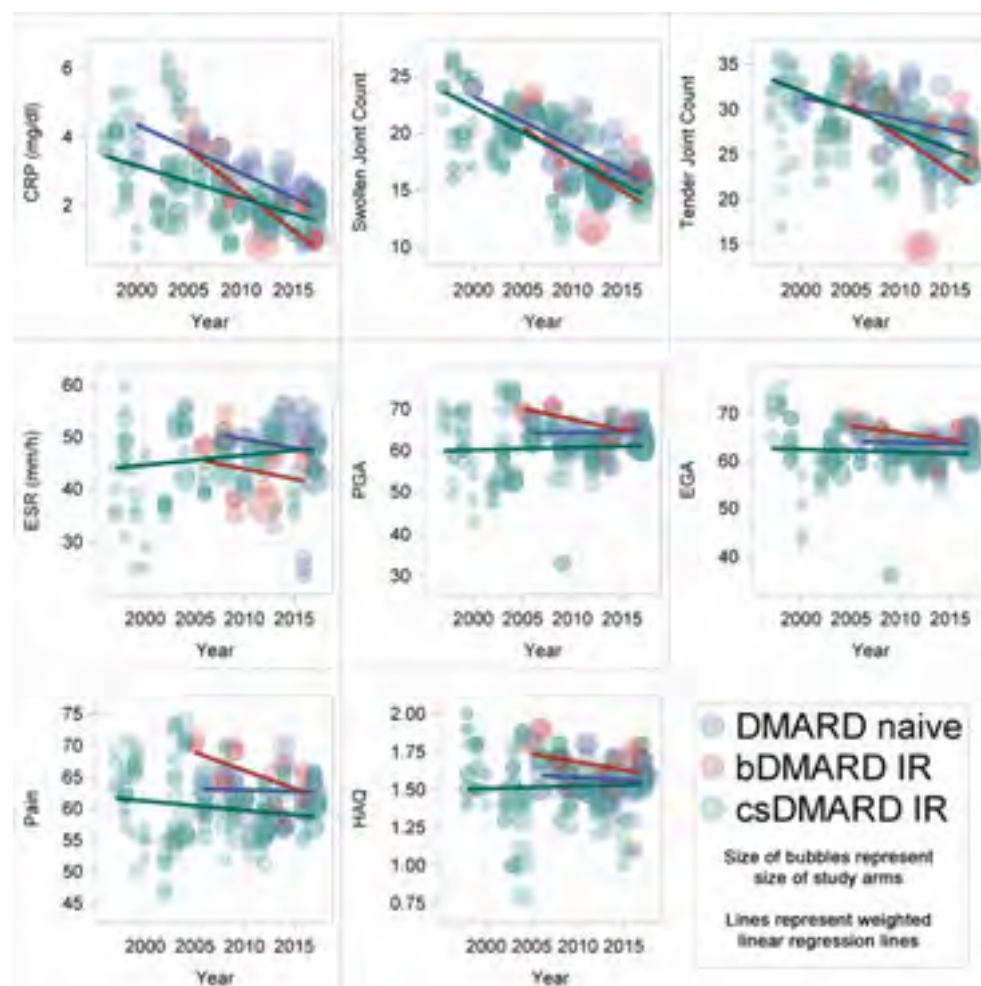 CRP (mg/dl)
6
4
2
2000 2005 2010 2015
Year
Swollen Joint Count
25
20
15
10
2000 2005 2010 2015
Year
Tender Joint Count
35
30
25
20
15
2000 2005 2010 2015
Year
ESR (mm/h)
60
50
40
30
2000 2005 2010 2015
Year
PGA
70
60
50
40
30
2000 2005 2010 2015
Year
EGA
70
60
50
40
2000 2005 2010 2015
Year
Pain
75
70
65
60
55
50
45
2000 2005 2010 2015
Year
HAQ
2.00
1.75
1.50
1.25
1.00
0.75
2000 2005 2010 2015
Year
DMARD naive
bDMARD IR
csDMARD IR
Size of bubbles represent
size of study arms
Lines represent weighted
linear regression lines